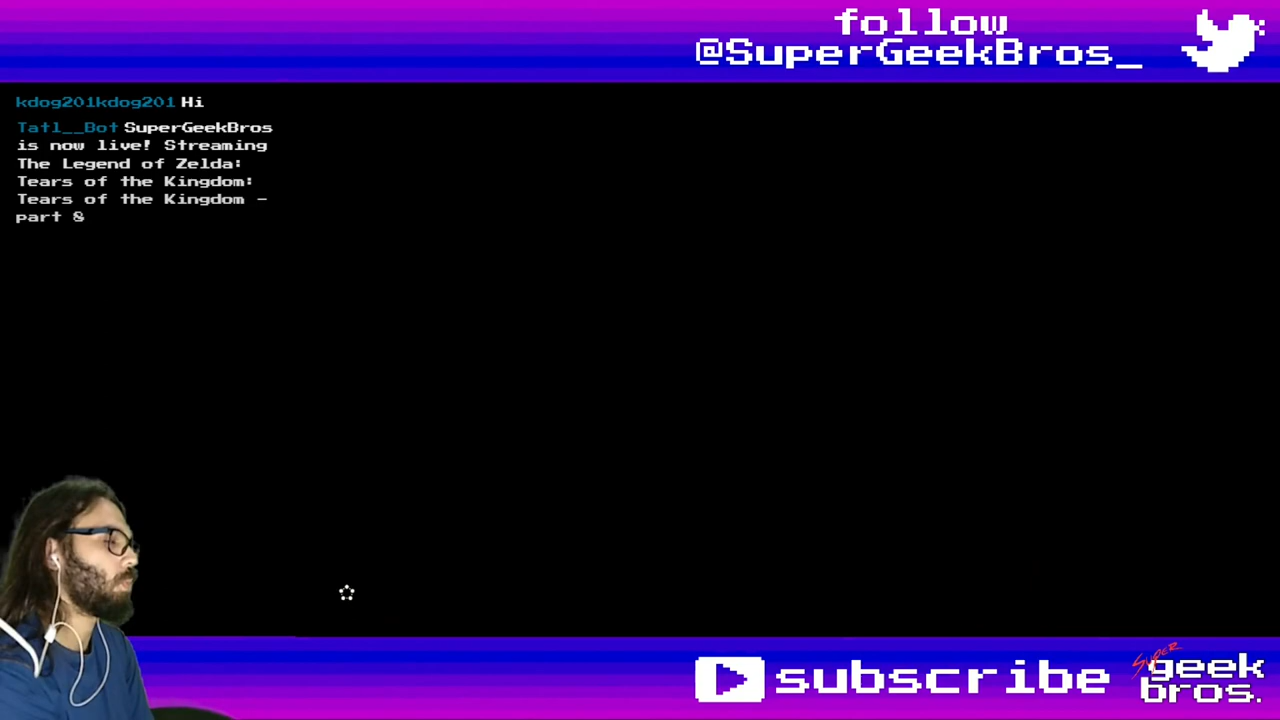 follow
@SuperGeekBros_
kdog201kdog201 Hi
Tatl__Bot SuperGeekBros
is now live! Streaming
The Legend of Zelda:
Tears of the Kingdom:
Tears of the Kingdom -
part 8
subscribe
SUPER
geek
bros.